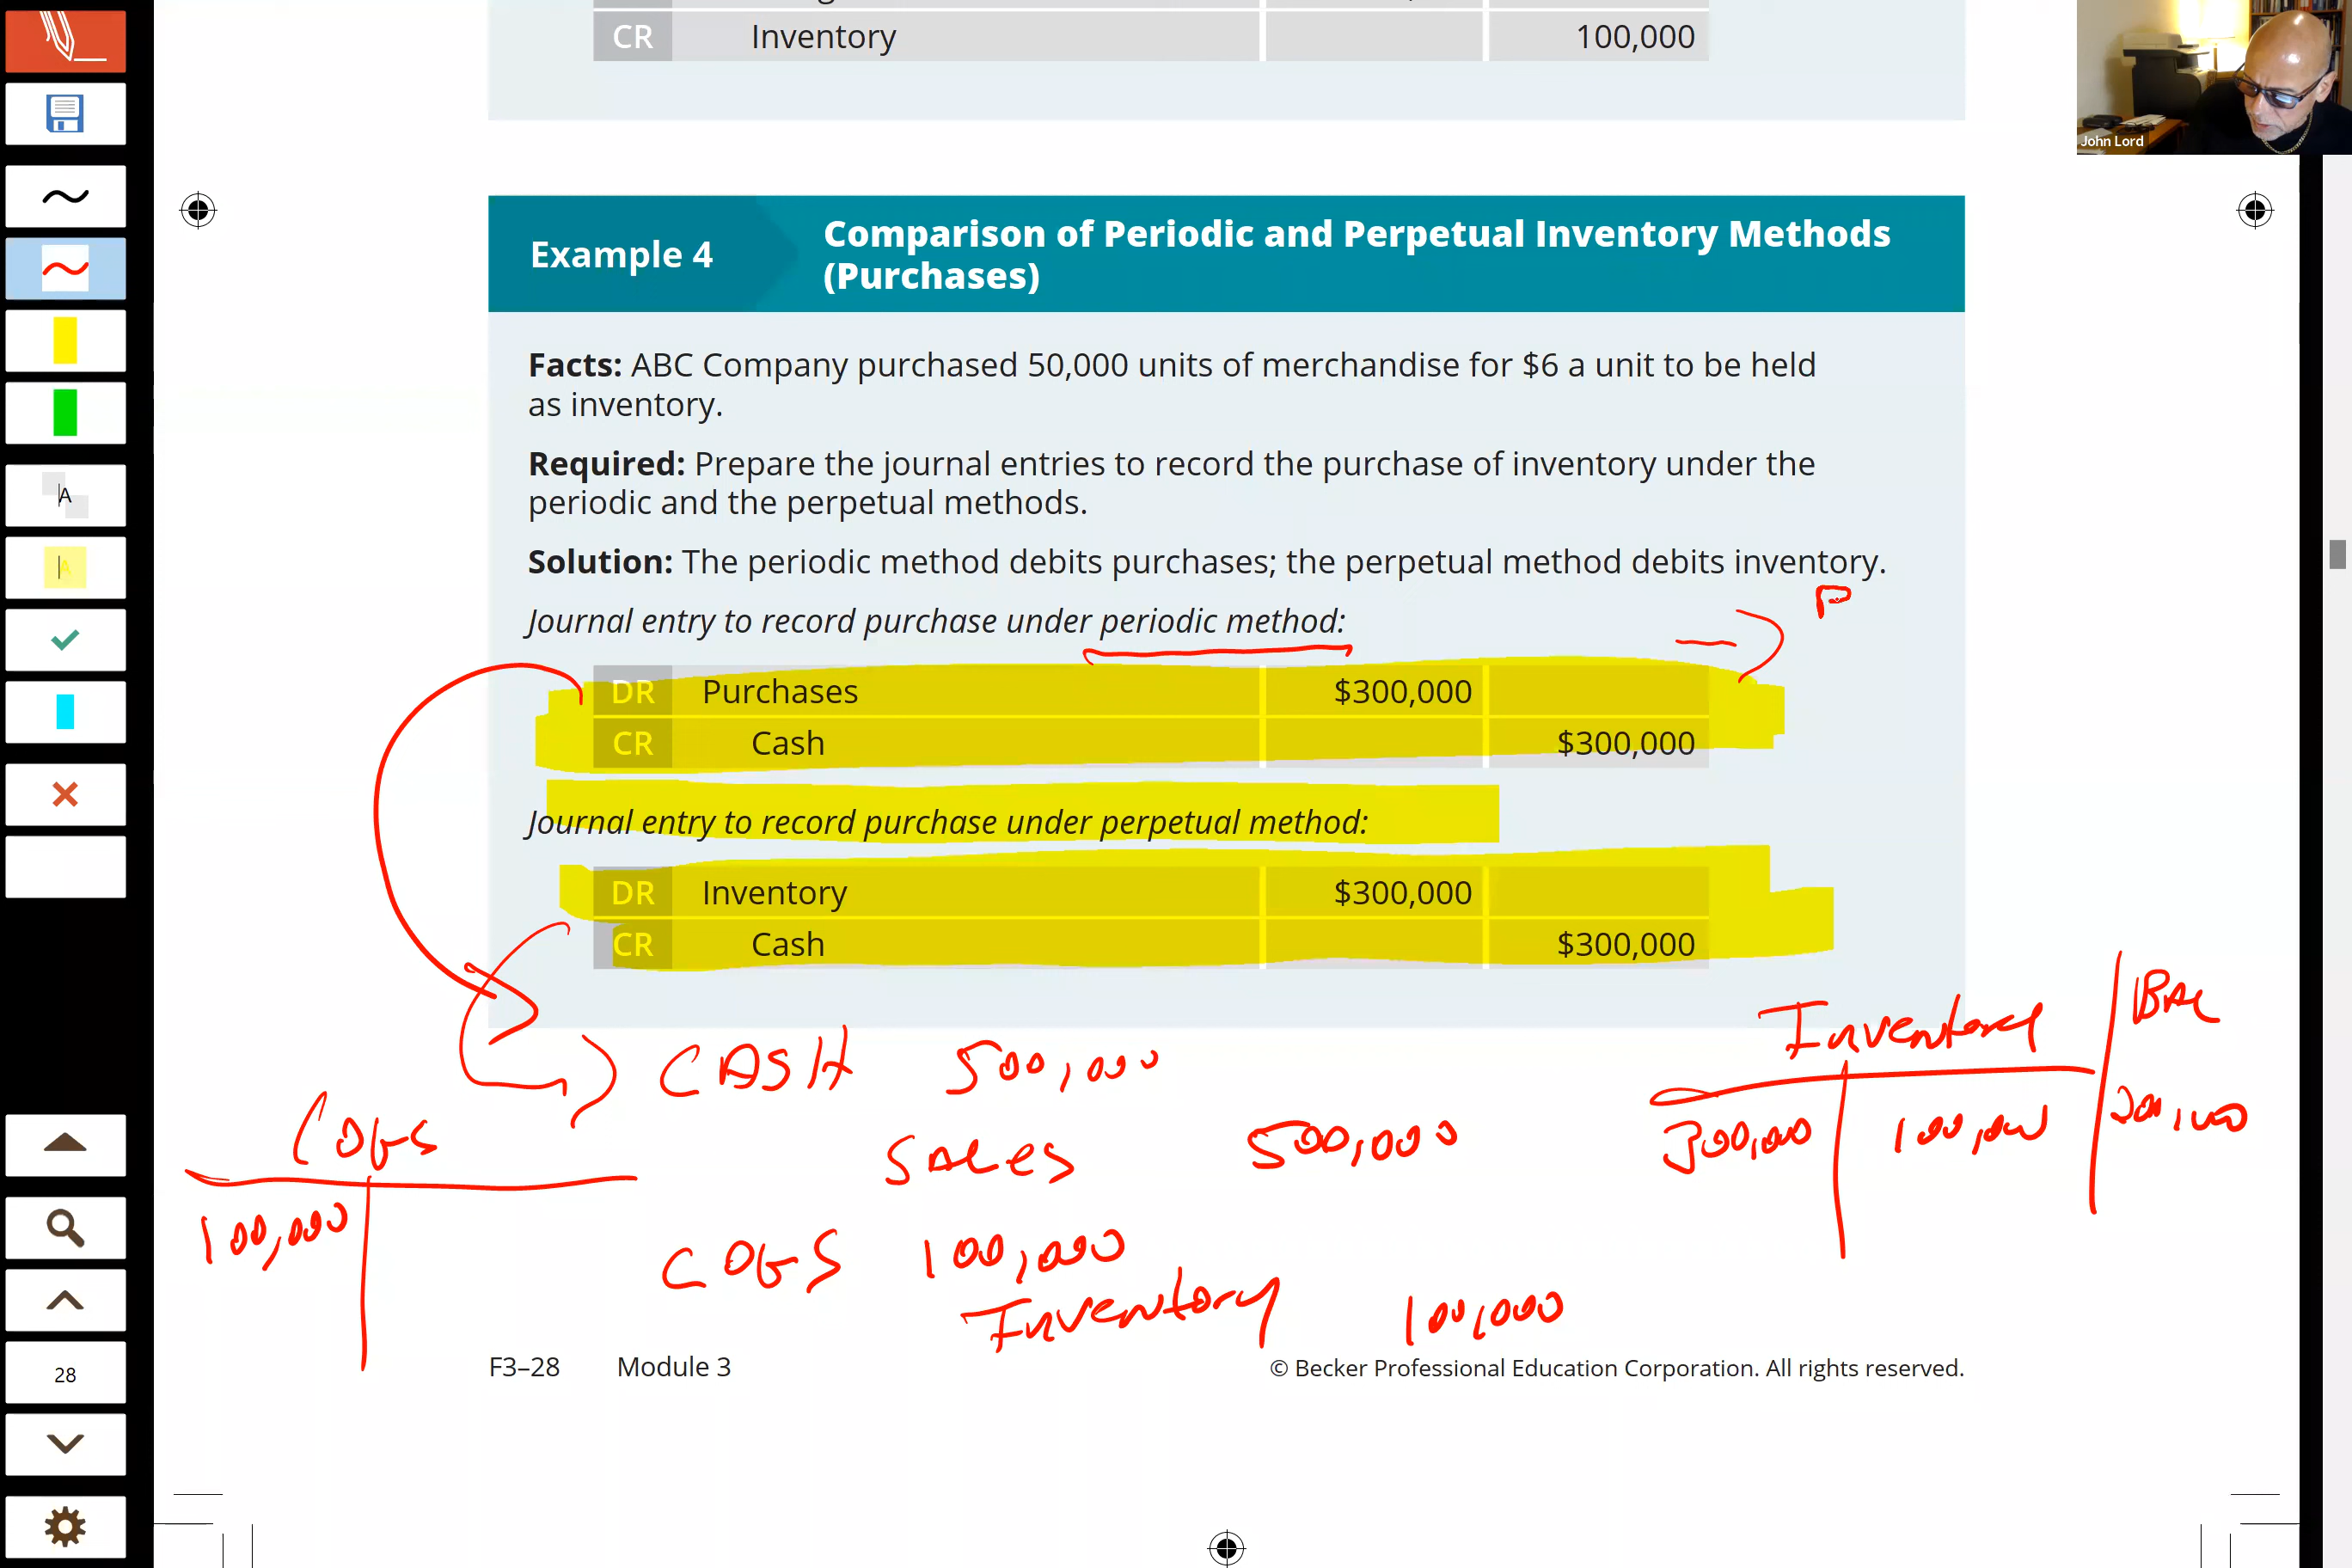 CR Inventory 100,000
John Lord
Example 4
Comparison of Periodic and Perpetual Inventory Methods
(Purchases)
Facts: ABC Company purchased 50,000 units of merchandise for $6 a unit to be held
as inventory.
Required: Prepare the journal entries to record the purchase of inventory under the
periodic and the perpetual methods.
Solution: The periodic method debits purchases; the perpetual method debits inventory.
P
Journal entry to record purchase under periodic method:
DR Purchases $300,000
CR Cash $300,000
Journal entry to record purchase under perpetual method:
DR Inventory $300,000
CR Cash $300,000
Inventory BAL
300,000 100,000 200,000
CASH 500,000
SALES 500,000
COGS
100,000
COGS 100,000
Inventory 100,000
F3–28 Module 3 © Becker Professional Education Corporation. All rights reserved.
A
A
28